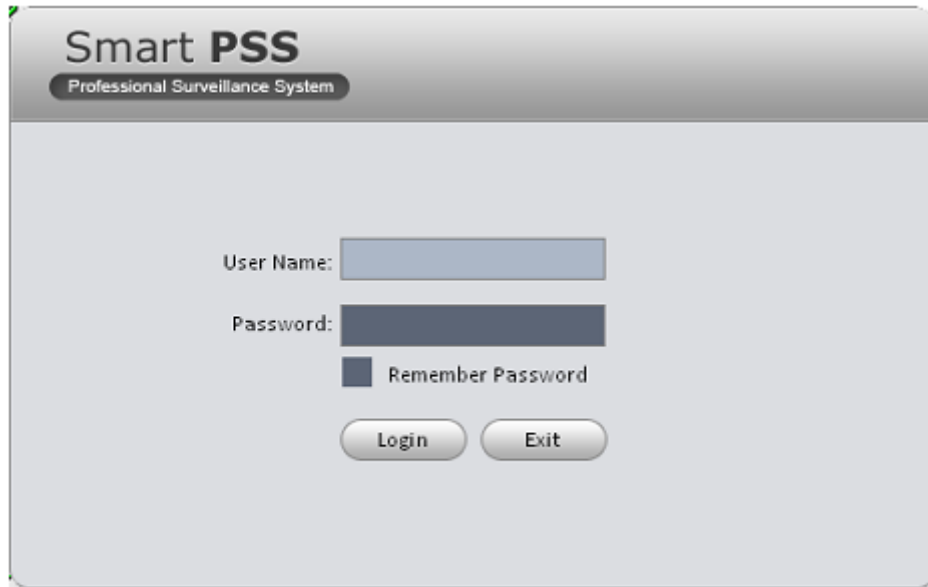 Smart PSS
Professional Surveillance System
User Name:
Password:
Remember Password
Login Exit